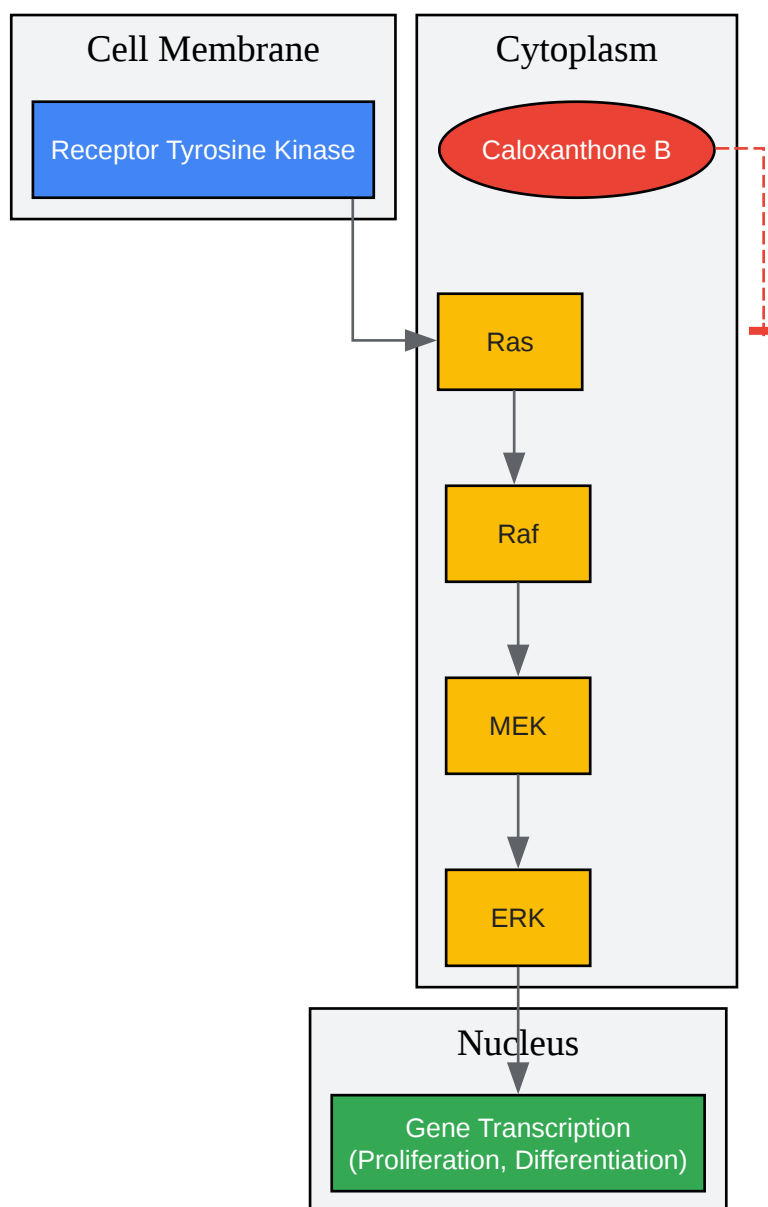 Cell Membrane
Receptor Tyrosine Kinase
Cytoplasm
Caloxanthone B
Ras
Raf
MEK
ERK
Nucleus
Gene Transcription
(Proliferation, Differentiation)